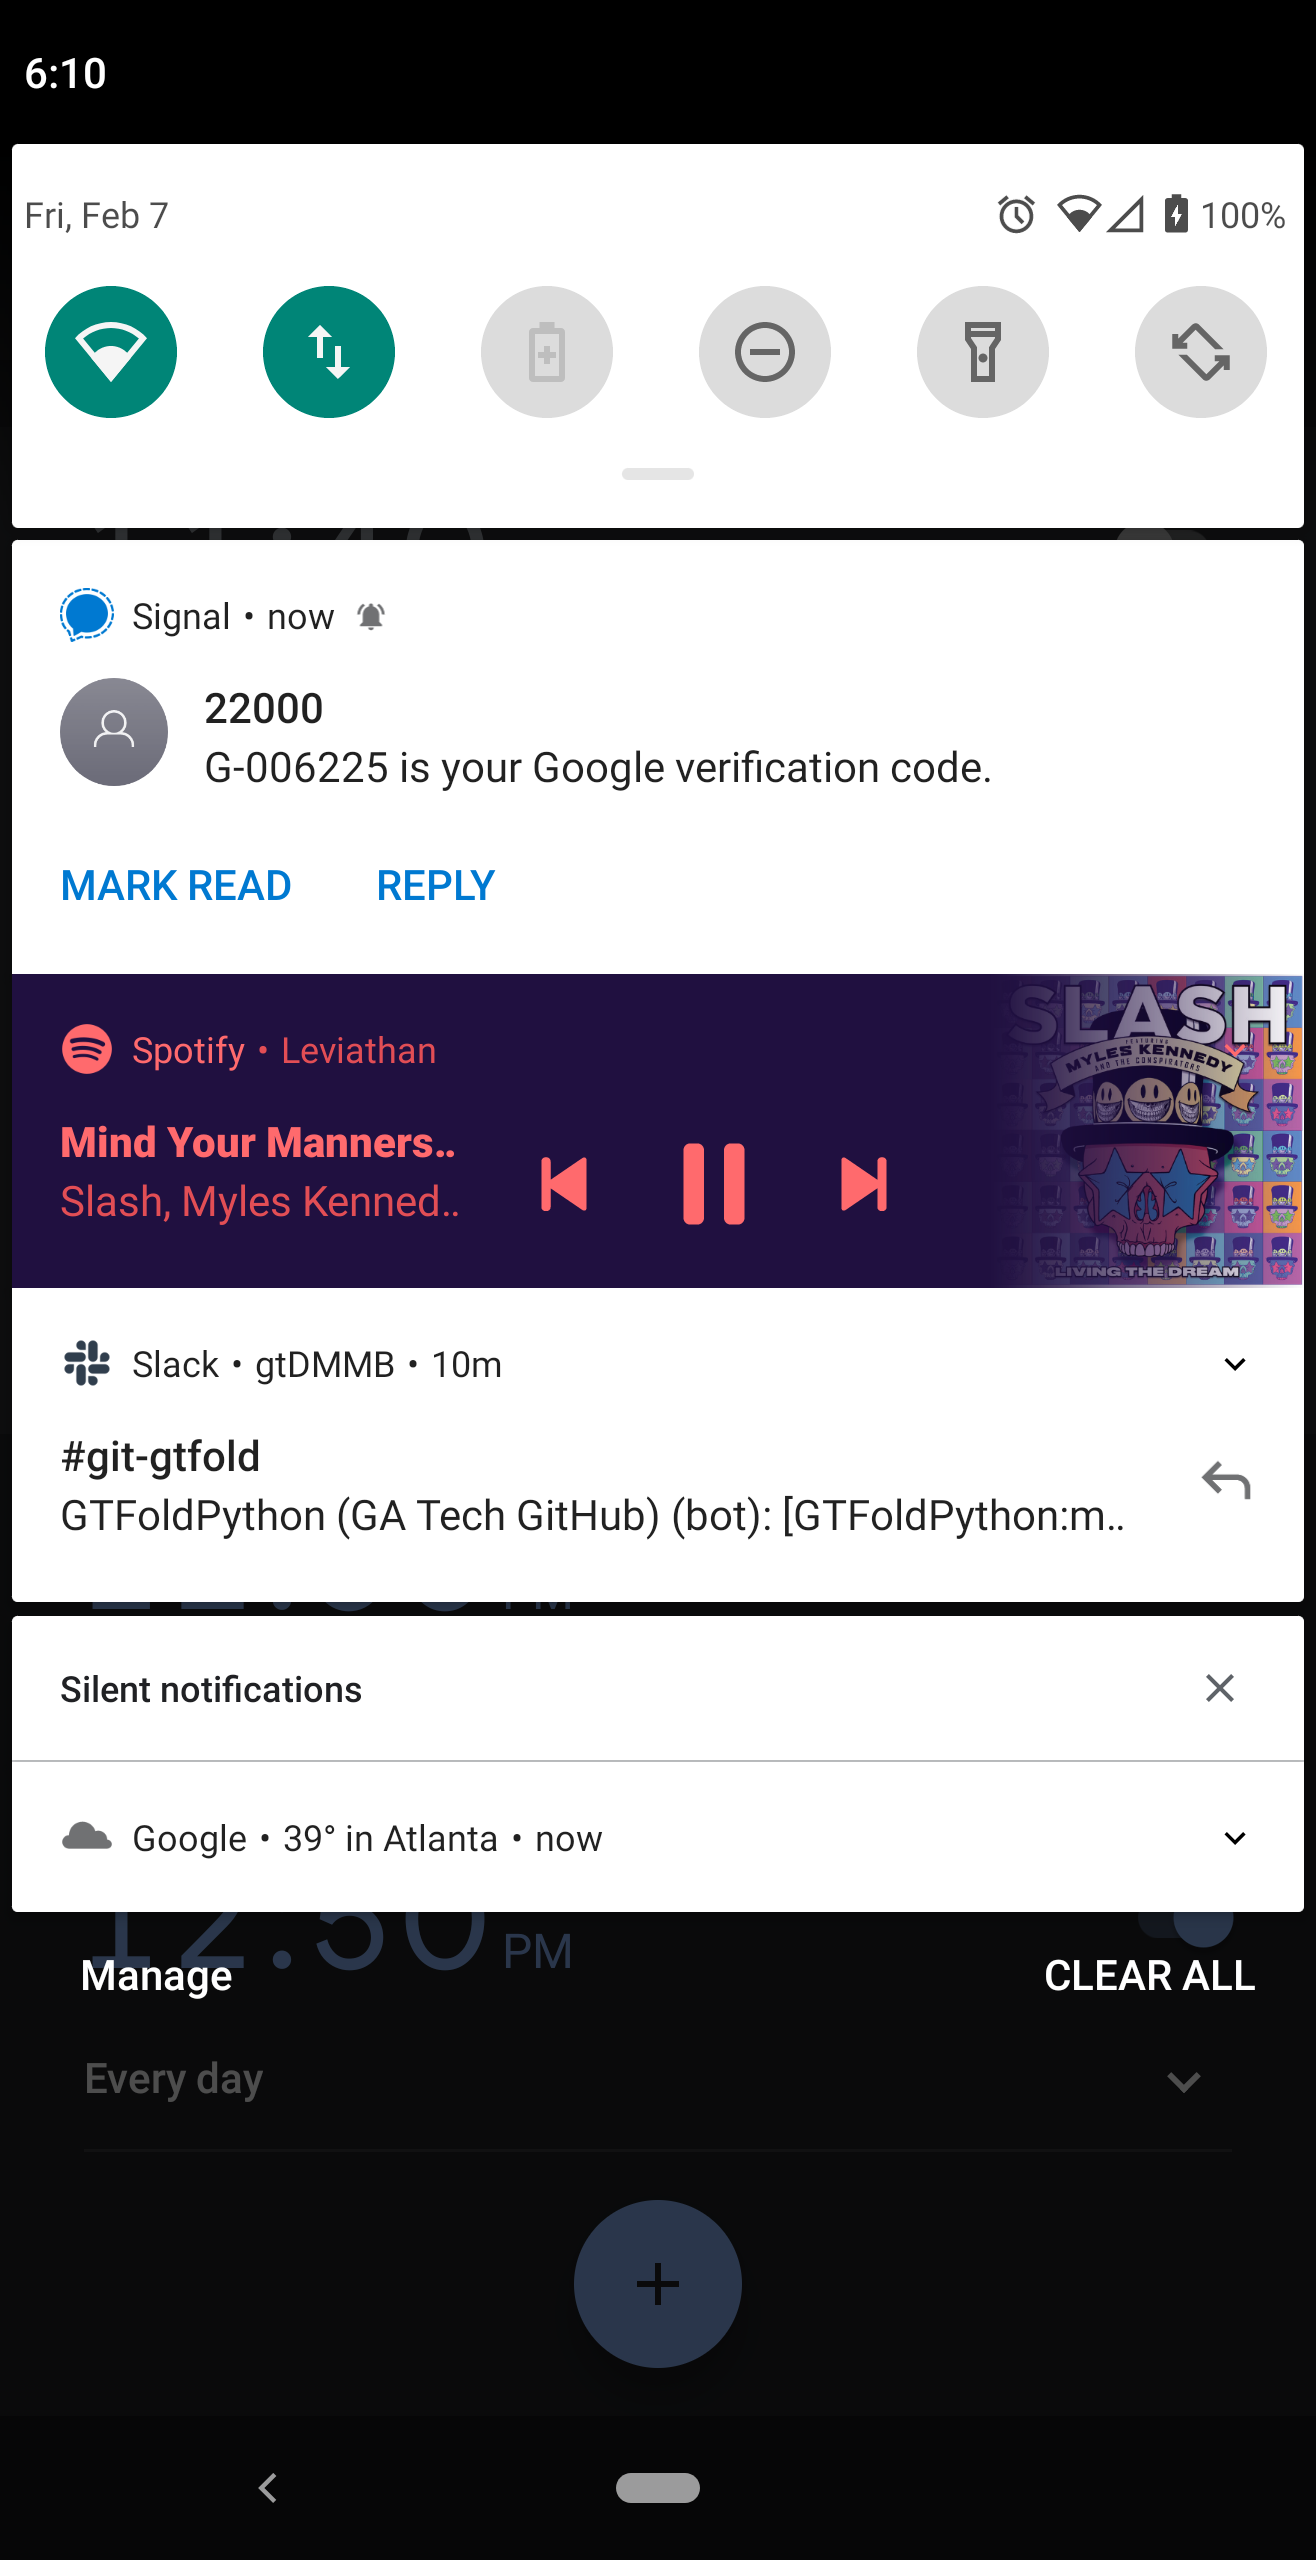 6:10
Fri, Feb 7
100%
Signal • now
22000
G-006225 is your Google verification code.
MARK READ REPLY
Spotify • Leviathan
Mind Your Manners..
Slash, Myles Kenned..
SLASH
FEATURING
MYLES KENNEDY
AND THE CONSPIRATORS
LIVING THE DREAM
Slack • gtDMMB • 10m
#git-gtfold
GTFoldPython (GA Tech GitHub) (bot): [GTFoldPython:m..
PM
Silent notifications
Google • 39° in Atlanta • now
PM
Manage CLEAR ALL
Every day